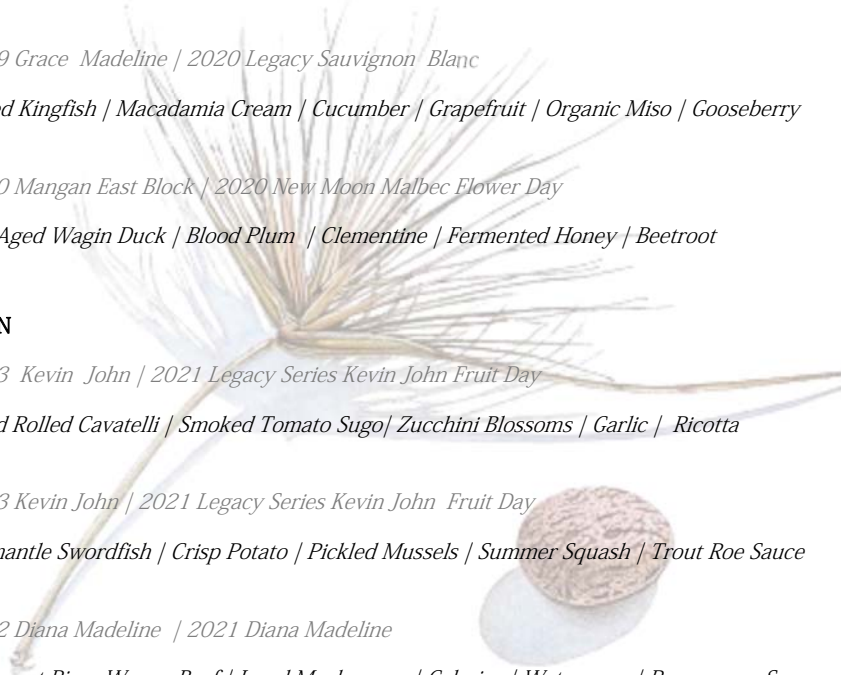 9 Grace Madeline | 2020 Legacy Sauvignon Blanc
d Kingfish | Macadamia Cream | Cucumber | Grapefruit | Organic Miso | Gooseberry
0 Mangan East Block | 2020 New Moon Malbec Flower Day
Aged Wagin Duck | Blood Plum | Clementine | Fermented Honey | Beetroot
N
3 Kevin John | 2021 Legacy Series Kevin John Fruit Day
d Rolled Cavatelli | Smoked Tomato Sugo| Zucchini Blossoms | Garlic | Ricotta
3 Kevin John | 2021 Legacy Series Kevin John Fruit Day
mantle Swordfish | Crisp Potato | Pickled Mussels | Summer Squash | Trout Roe Sauce
2 Diana Madeline | 2021 Diana Madeline